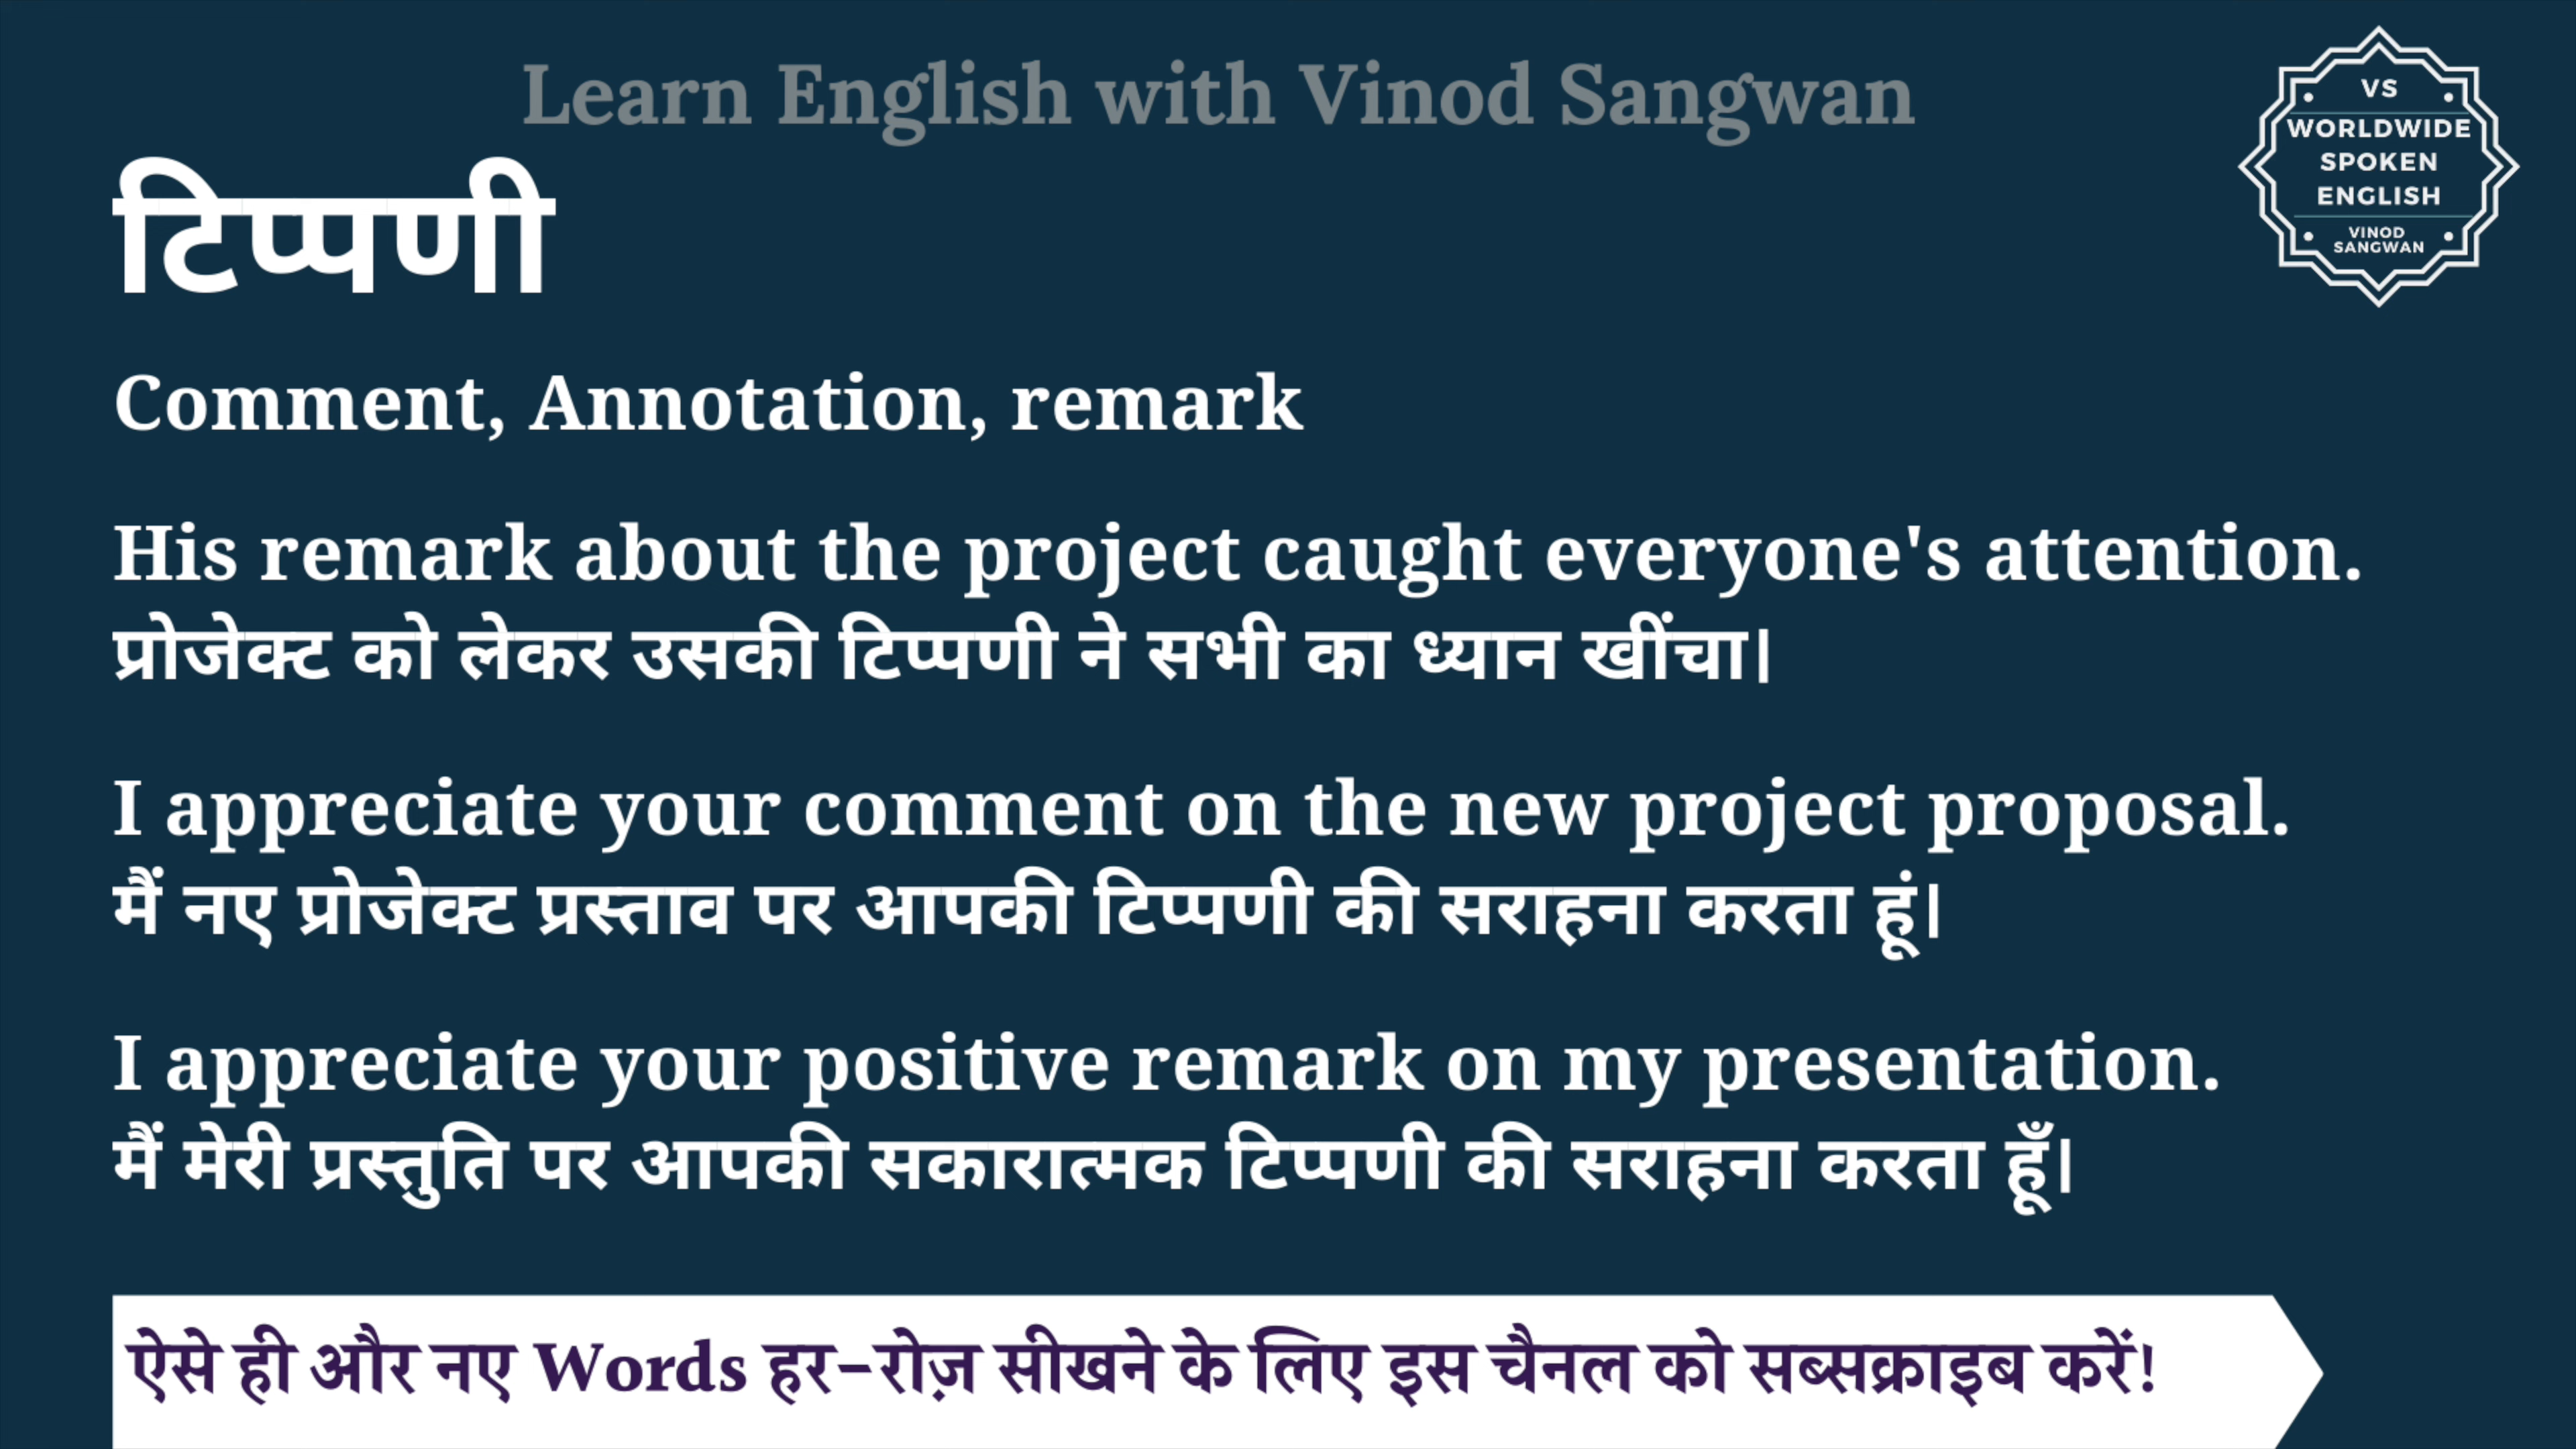 Learn English with Vinod Sangwan
VS
WORLDWIDE
SPOKEN
ENGLISH
VINOD
SANGWAN
टिप्पणी
Comment, Annotation, remark
His remark about the project caught everyone's attention.
प्रोजेक्ट को लेकर उसकी टिप्पणी ने सभी का ध्यान खींचा।
I appreciate your comment on the new project proposal.
मैं नए प्रोजेक्ट प्रस्ताव पर आपकी टिप्पणी की सराहना करता हूं।
I appreciate your positive remark on my presentation.
मैं मेरी प्रस्तुति पर आपकी सकारात्मक टिप्पणी की सराहना करता हूँ।
ऐसे ही और नए Words हर-रोज़ सीखने के लिए इस चैनल को सब्सक्राइब करें!